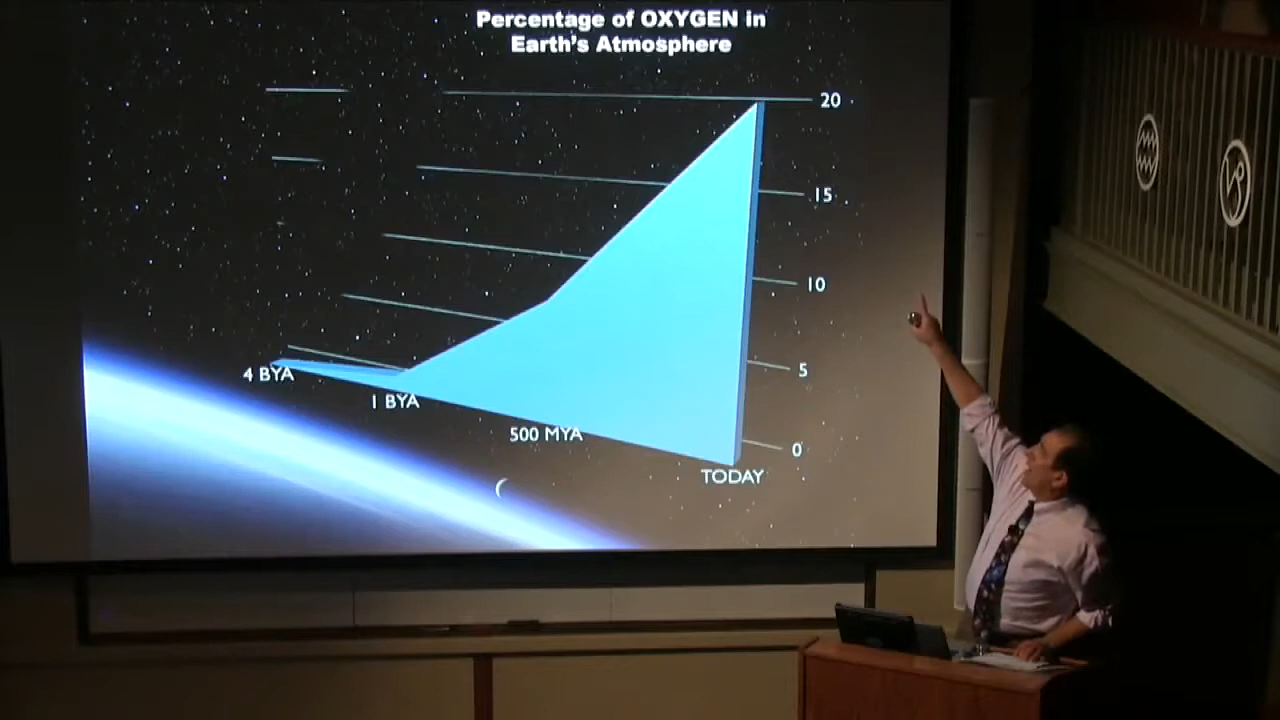 Percentage of OXYGEN in
Earth's Atmosphere
20
15
10
5
0
4 BYA
1 BYA
500 MYA
TODAY